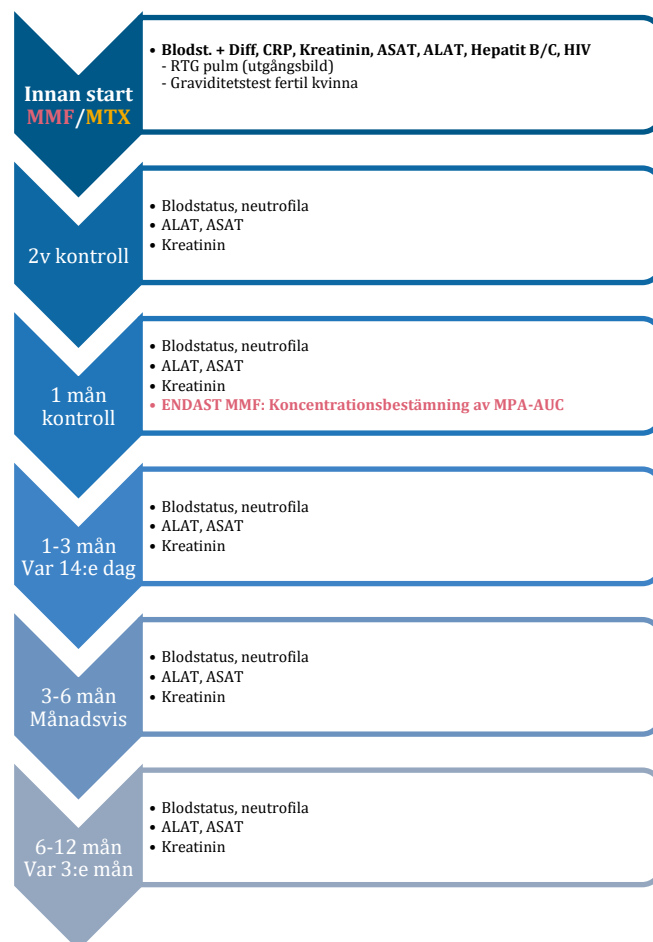 Innan start
MMF/MTX
• Blodst. + Diff, CRP, Kreatinin, ASAT, ALAT, Hepatit B/C, HIV
- RTG pulm (utgångsbild)
- Graviditetstest fertil kvinna
2v kontroll
• Blodstatus, neutrofila
• ALAT, ASAT
• Kreatinin
1 mån
kontroll
• Blodstatus, neutrofila
• ALAT, ASAT
• Kreatinin
• ENDAST MMF: Koncentrationsbestämning av MPA-AUC
1-3 mån
Var 14:e dag
• Blodstatus, neutrofila
• ALAT, ASAT
• Kreatinin
3-6 mån
Månadsvis
• Blodstatus, neutrofila
• ALAT, ASAT
• Kreatinin
6-12 mån
Var 3:e mån
• Blodstatus, neutrofila
• ALAT, ASAT
• Kreatinin